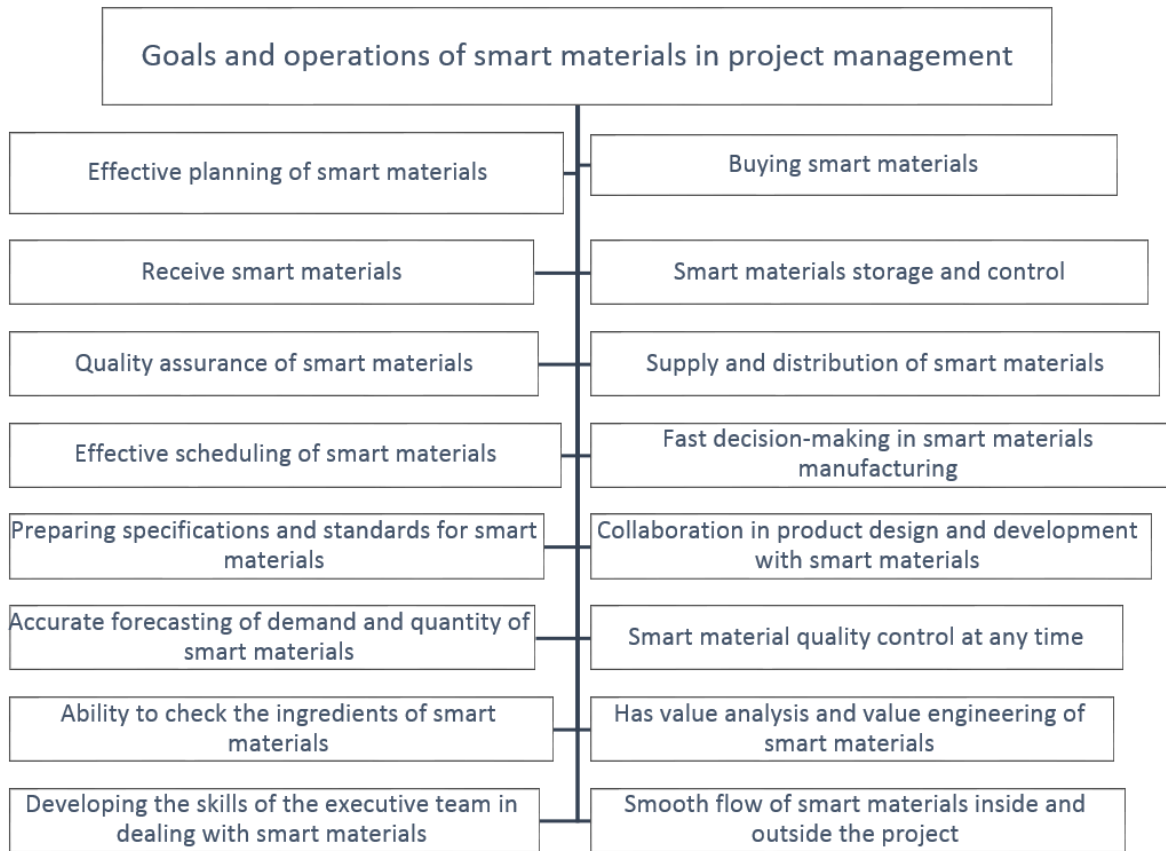 Goals and operations of smart materials in project management
Effective planning of smart materials
Buying smart materials
Receive smart materials
Smart materials storage and control
Quality assurance of smart materials
Supply and distribution of smart materials
Effective scheduling of smart materials
Fast decision-making in smart materials
manufacturing
Preparing specifications and standards for smart
materials
Collaboration in product design and development
with smart materials
Accurate forecasting of demand and quantity of
smart materials
Smart material quality control at any time
Ability to check the ingredients of smart
materials
Has value analysis and value engineering of
smart materials
Developing the skills of the executive team in
dealing with smart materials
Smooth flow of smart materials inside and
outside the project